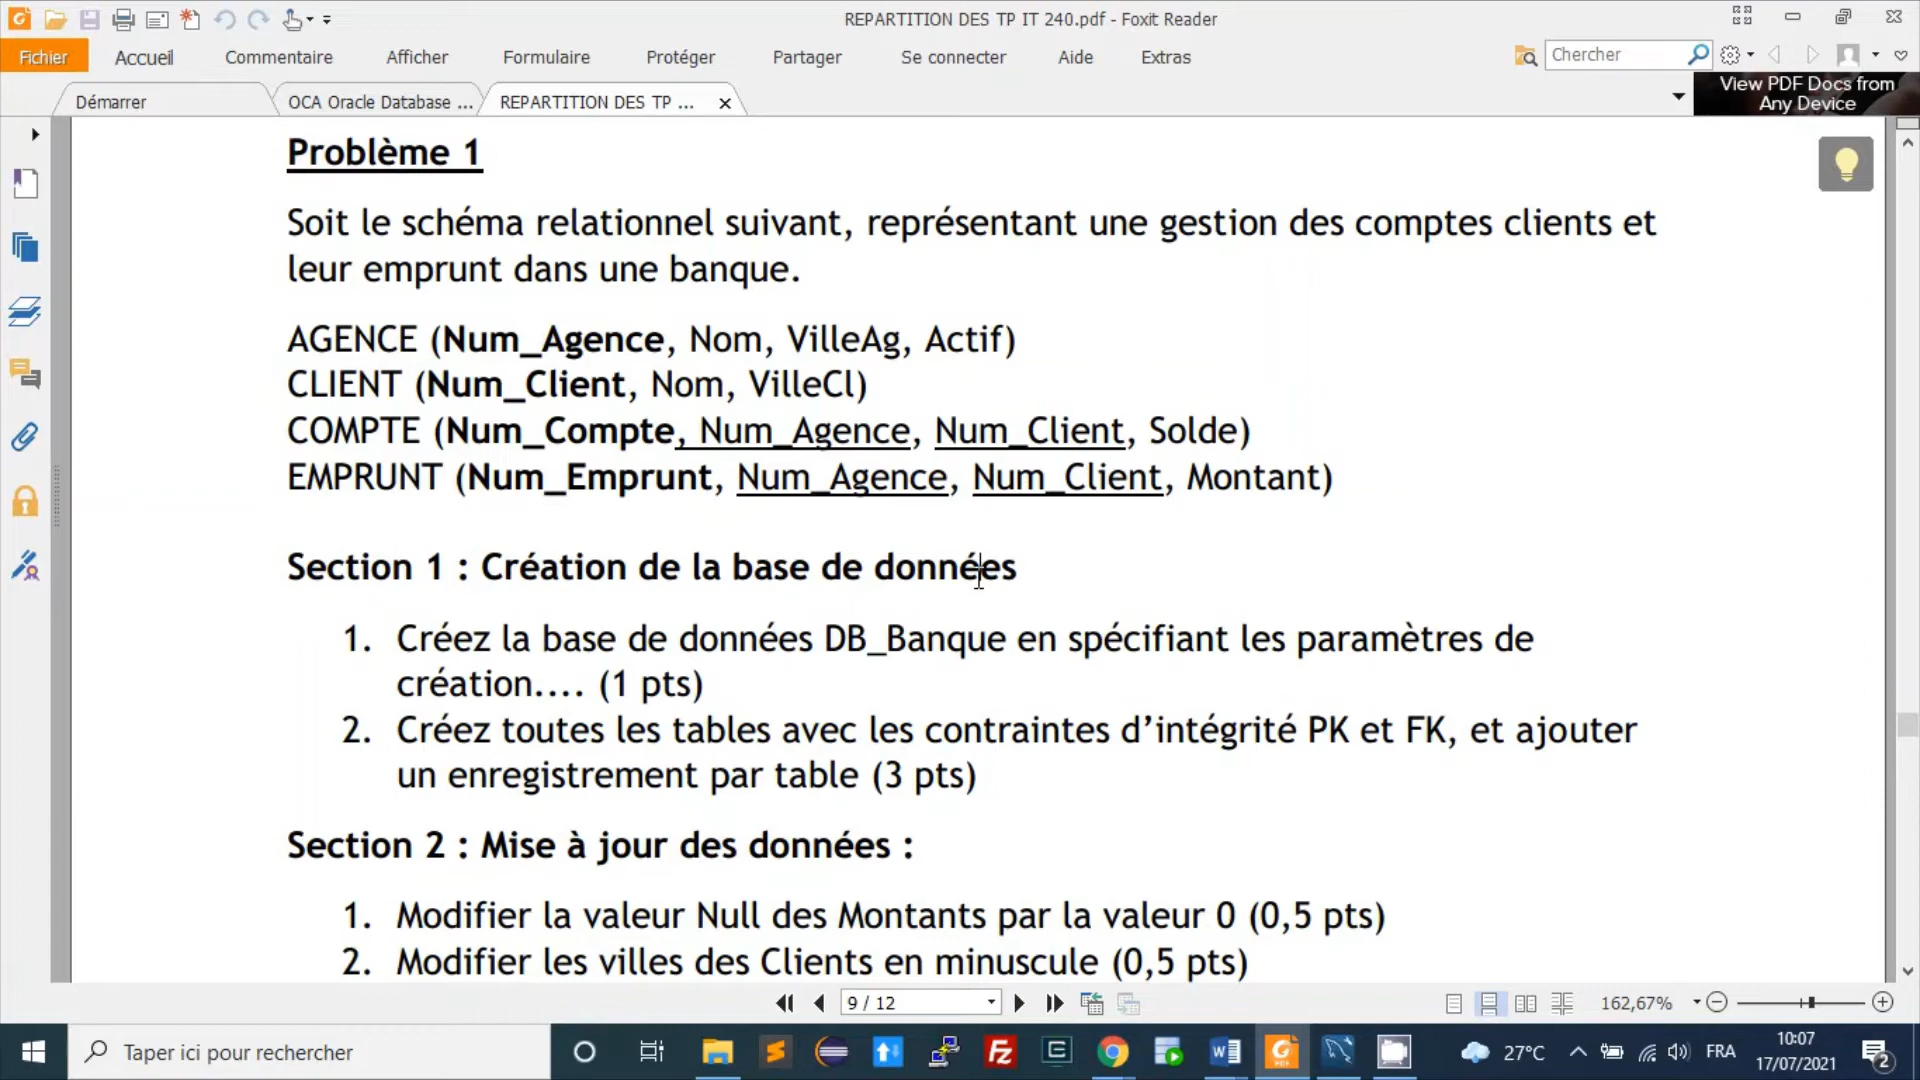 REPARTITION DES TP IT 240.pdf - Foxit Reader
Fichier Accueil Commentaire Afficher Formulaire Protéger Partager Se connecter Aide Extras Chercher
Démarrer OCA Oracle Database ... REPARTITION DES TP ...
View PDF Docs from
Any Device
Problème 1
Soit le schéma relationnel suivant, représentant une gestion des comptes clients et
leur emprunt dans une banque.
AGENCE (Num_Agence, Nom, VilleAg, Actif)
CLIENT (Num_Client, Nom, VilleCl)
COMPTE (Num_Compte, Num_Agence, Num_Client, Solde)
EMPRUNT (Num_Emprunt, Num_Agence, Num_Client, Montant)
Section 1 : Création de la base de données
1. Créez la base de données DB_Banque en spécifiant les paramètres de
création.... (1 pts)
2. Créez toutes les tables avec les contraintes d’intégrité PK et FK, et ajouter
un enregistrement par table (3 pts)
Section 2 : Mise à jour des données :
1. Modifier la valeur Null des Montants par la valeur 0 (0,5 pts)
2. Modifier les villes des Clients en minuscule (0,5 pts)
9 / 12
162,67%
Taper ici pour rechercher
27°C
FRA
10:07
17/07/2021
2